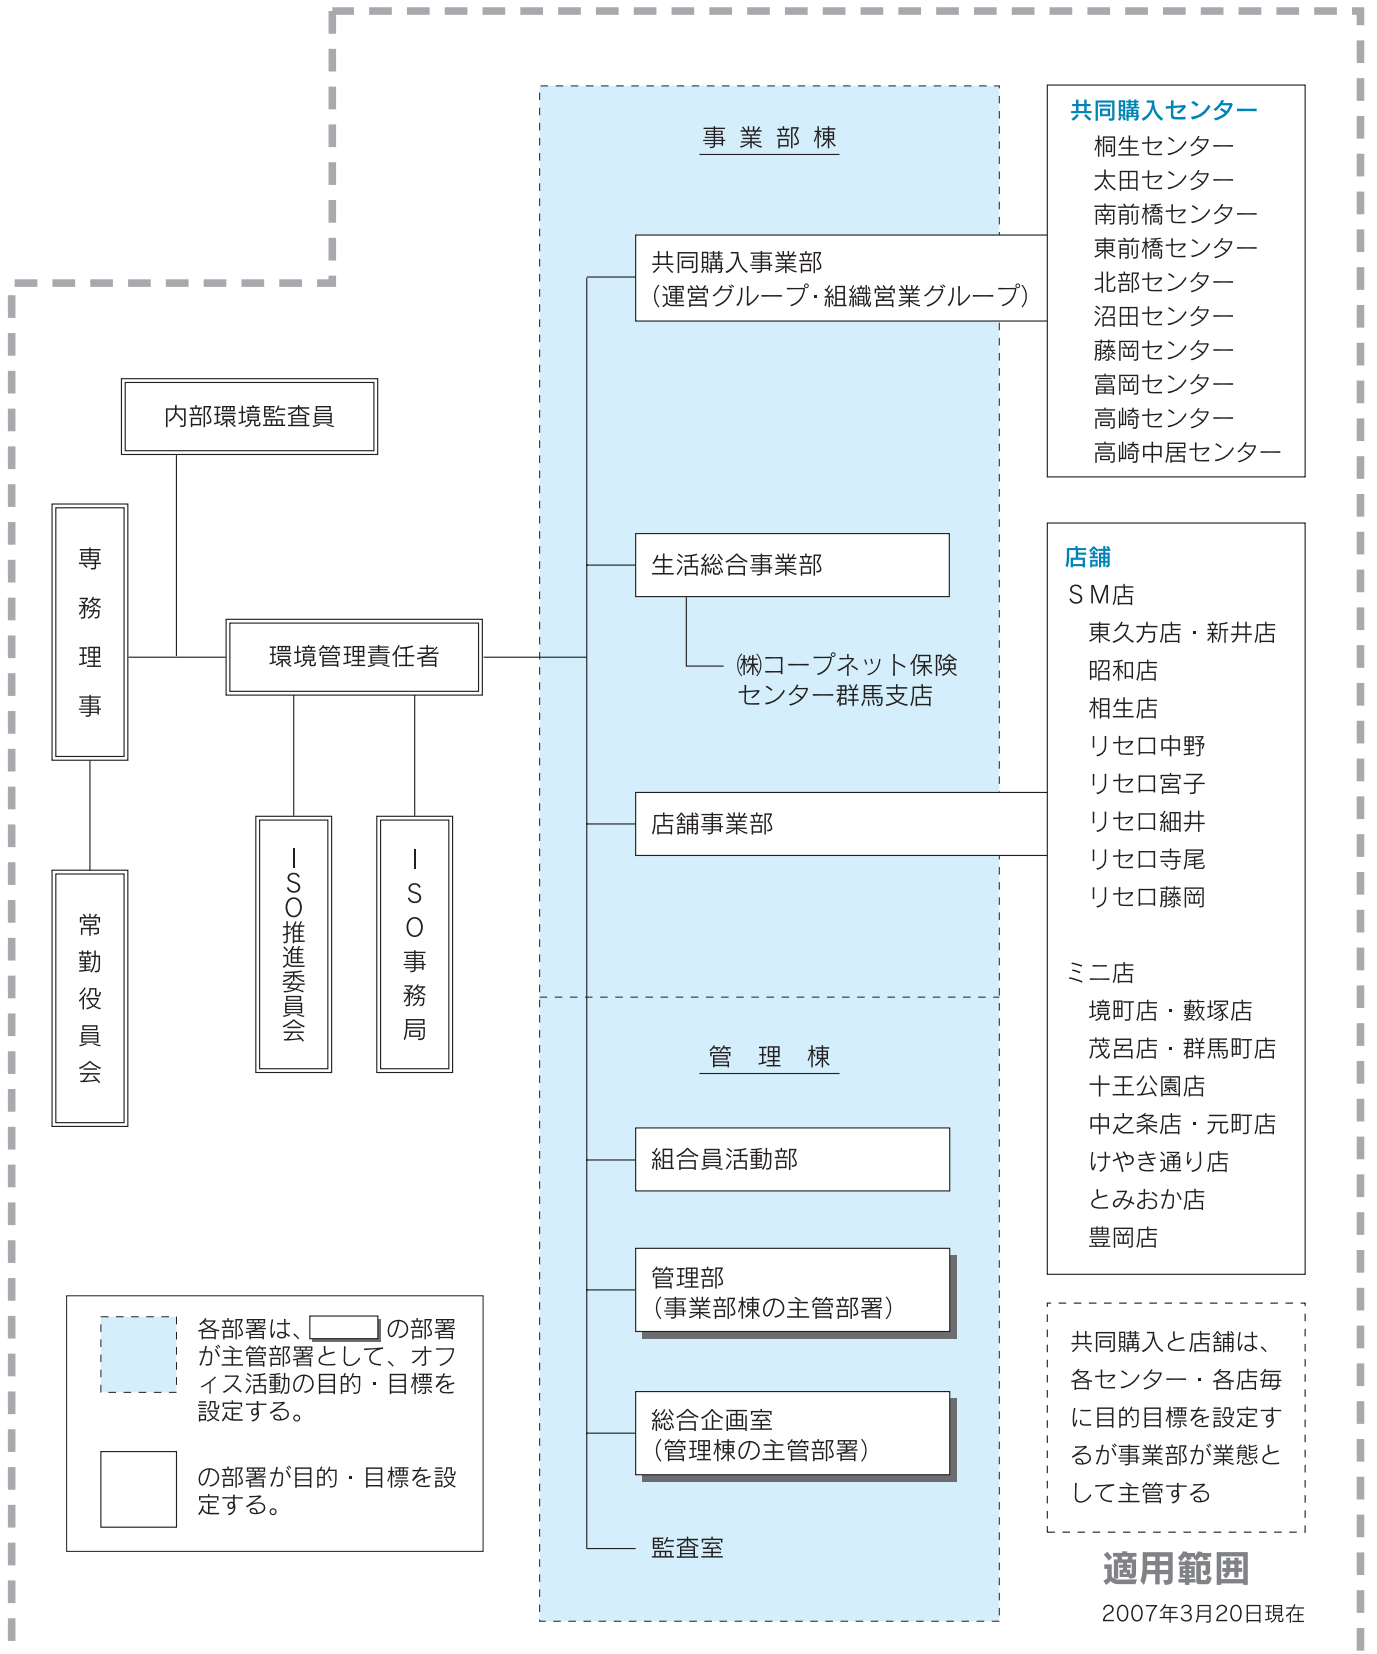 事業部棟
共同購入事業部
（運営グループ・組織営業グループ）
生活総合事業部
㈱コープネット保険
センター群馬支店
店舗事業部
管理棟
組合員活動部
管理部
（事業部棟の主管部署）
総合企画室
（管理棟の主管部署）
監査室
内部環境監査員
専務理事
環境管理責任者
常勤役員会
ISO推進委員会
ISO事務局
共同購入センター
桐生センター
太田センター
南前橋センター
東前橋センター
北部センター
沼田センター
藤岡センター
富岡センター
高崎センター
高崎中居センター
店舗
ＳＭ店
東久方店・新井店
昭和店
相生店
リセロ中野
リセロ宮子
リセロ細井
リセロ寺尾
リセロ藤岡
ミニ店
境町店・藪塚店
茂呂店・群馬町店
十王公園店
中之条店・元町店
けやき通り店
とみおか店
豊岡店
各部署は、の部署
が主管部署として、オフ
ィス活動の目的・目標を
設定する。
の部署が目的・目標を設
定する。
共同購入と店舗は、
各センター・各店毎
に目的目標を設定す
るが事業部が業態と
して主管する
適用範囲
2007年3月20日現在